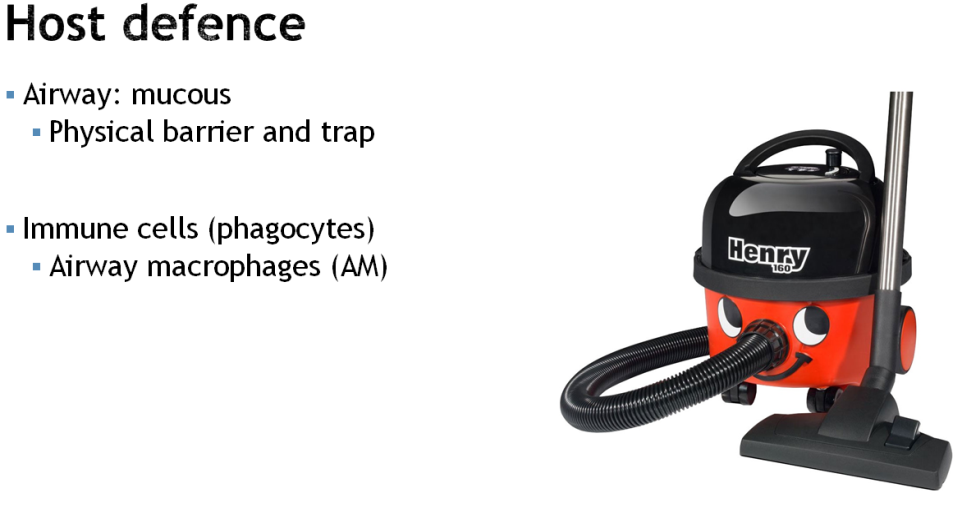 Host defence
▪ Airway: mucous
▪ Physical barrier and trap
▪ Immune cells (phagocytes)
▪ Airway macrophages (AM)
Henry
160